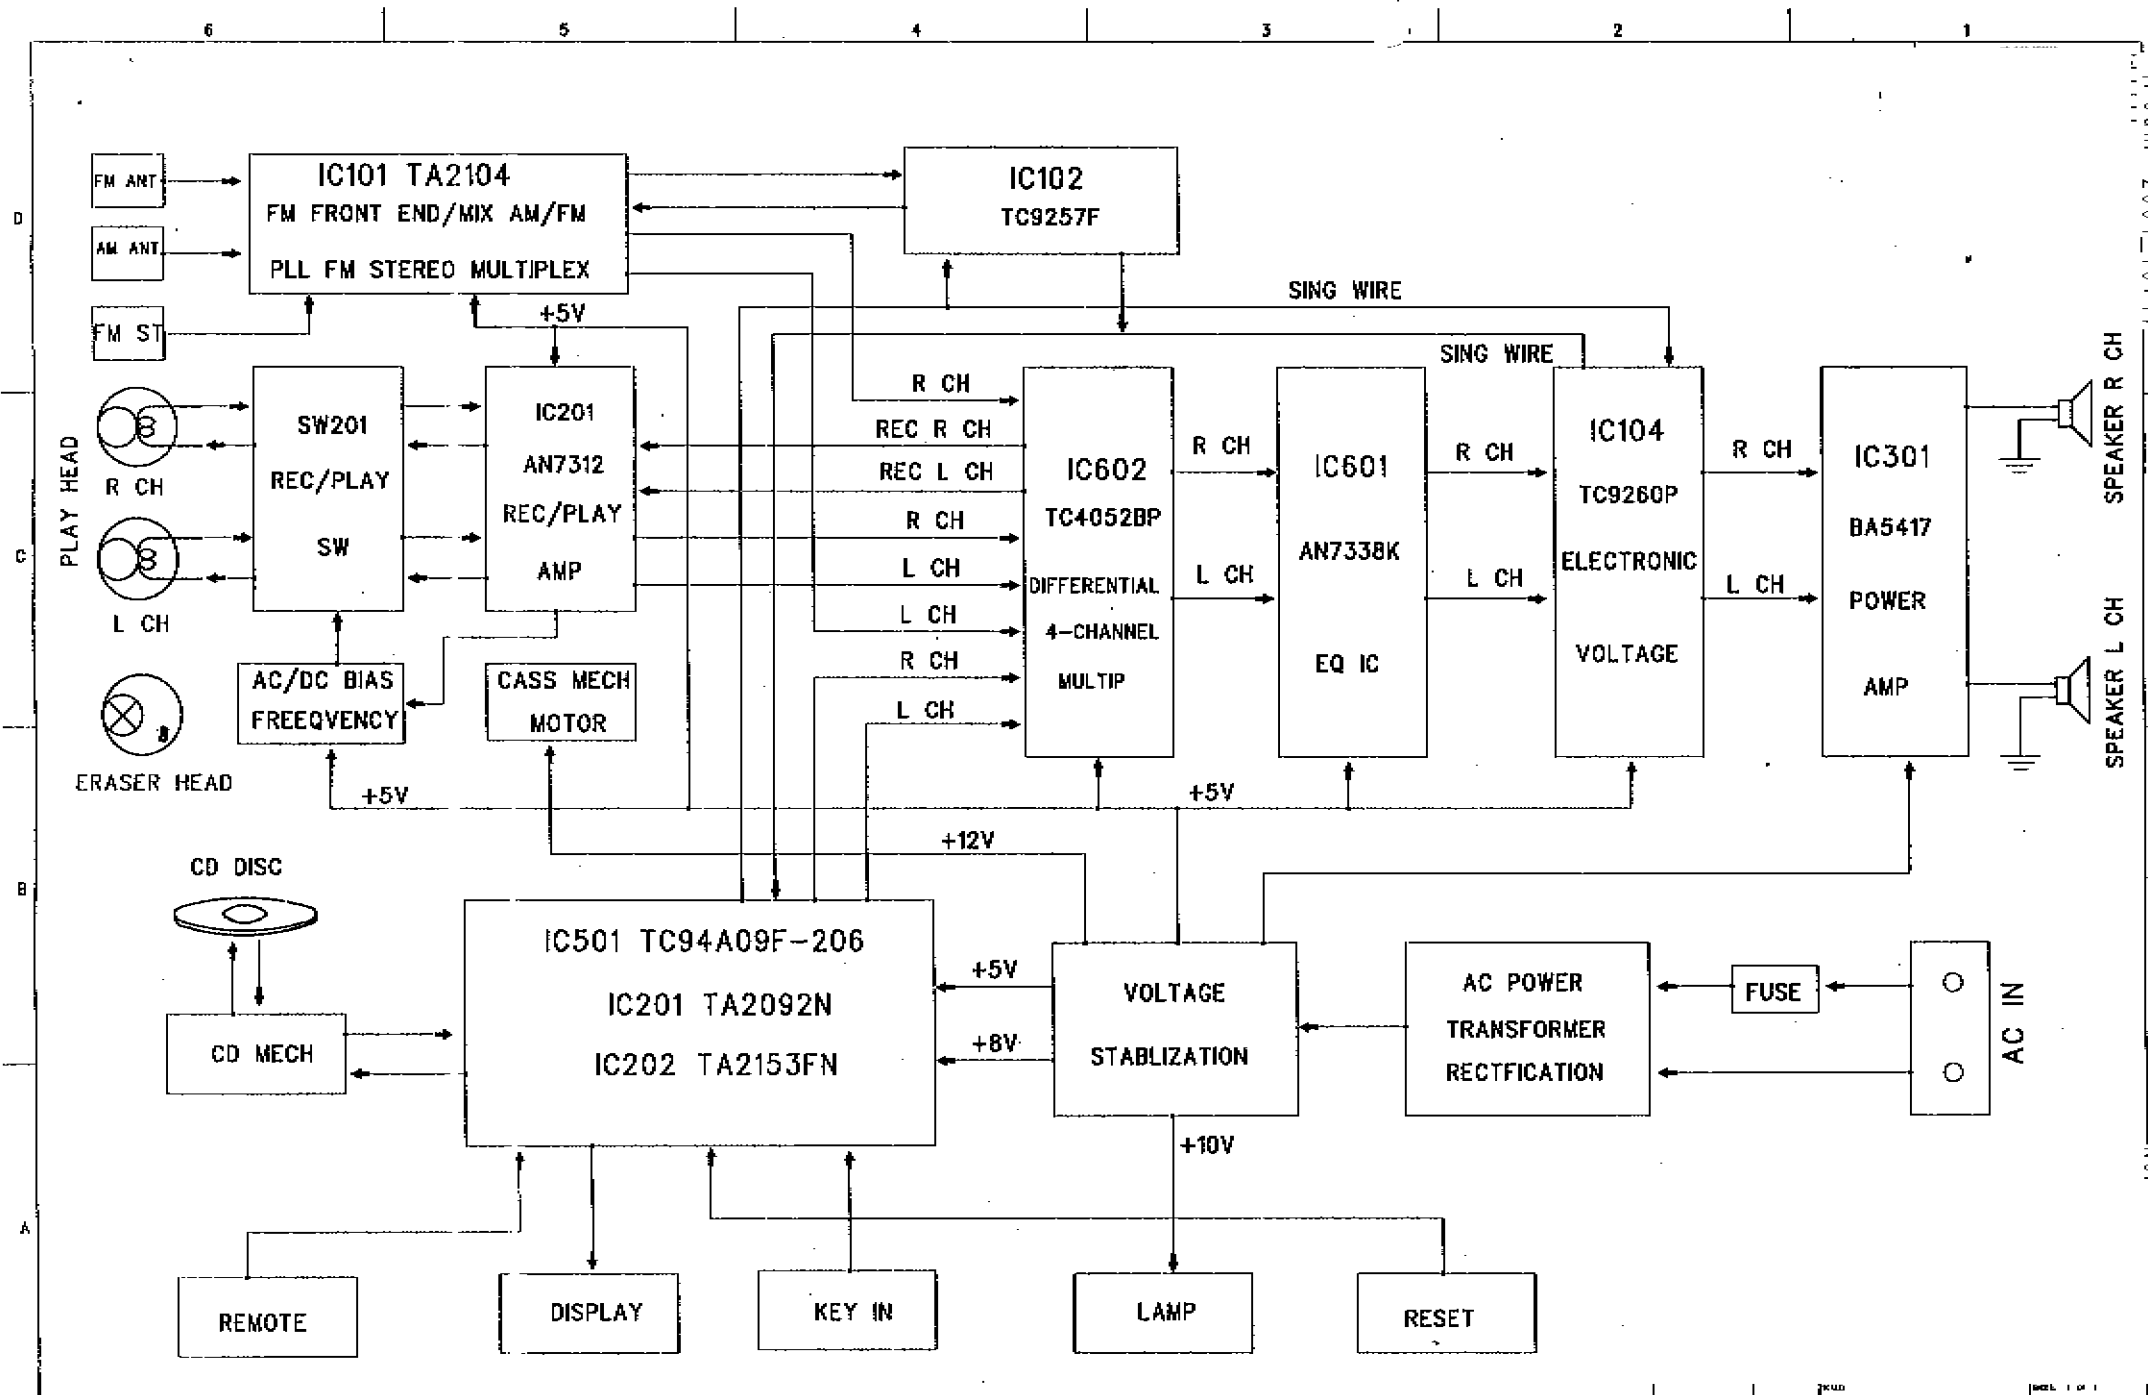 6 5 4 3 2 1
D
C
B
A
FM ANT
AM ANT
FM ST
IC101 TA2104
FM FRONT END/MIX AM/FM
PLL FM STEREO MULTIPLEX
IC102
TC9257F
+5V
SING WIRE
SING WIRE
PLAY HEAD
R CH
L CH
SW201
REC/PLAY
SW
IC201
AN7312
REC/PLAY
AMP
R CH
REC R CH
REC L CH
R CH
L CH
L CH
R CH
L CH
IC602
TC4052BP
DIFFERENTIAL
4-CHANNEL
MULTIP
R CH
L CH
IC601
AN7338K
EQ IC
R CH
L CH
IC104
TC9260P
ELECTRONIC
VOLTAGE
R CH
L CH
IC301
BA5417
POWER
AMP
SPEAKER R CH
SPEAKER L CH
ERASER HEAD
AC/DC BIAS
FREEQVENCY
CASS MECH
MOTOR
+5V
+5V
+12V
CD DISC
CD MECH
IC501 TC94A09F-206
IC201 TA2092N
IC202 TA2153FN
+5V
+8V
VOLTAGE
STABLIZATION
+10V
AC POWER
TRANSFORMER
RECTFICATION
FUSE
AC IN
REMOTE
DISPLAY
KEY IN
LAMP
RESET